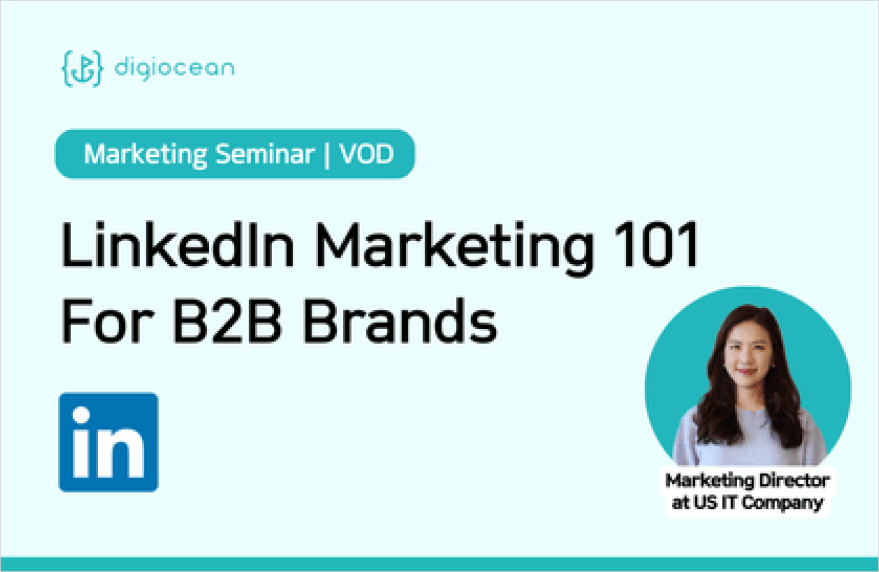 digiocean
Marketing Seminar | VOD
LinkedIn Marketing 101
For B2B Brands
in
Marketing Director
at US IT Company